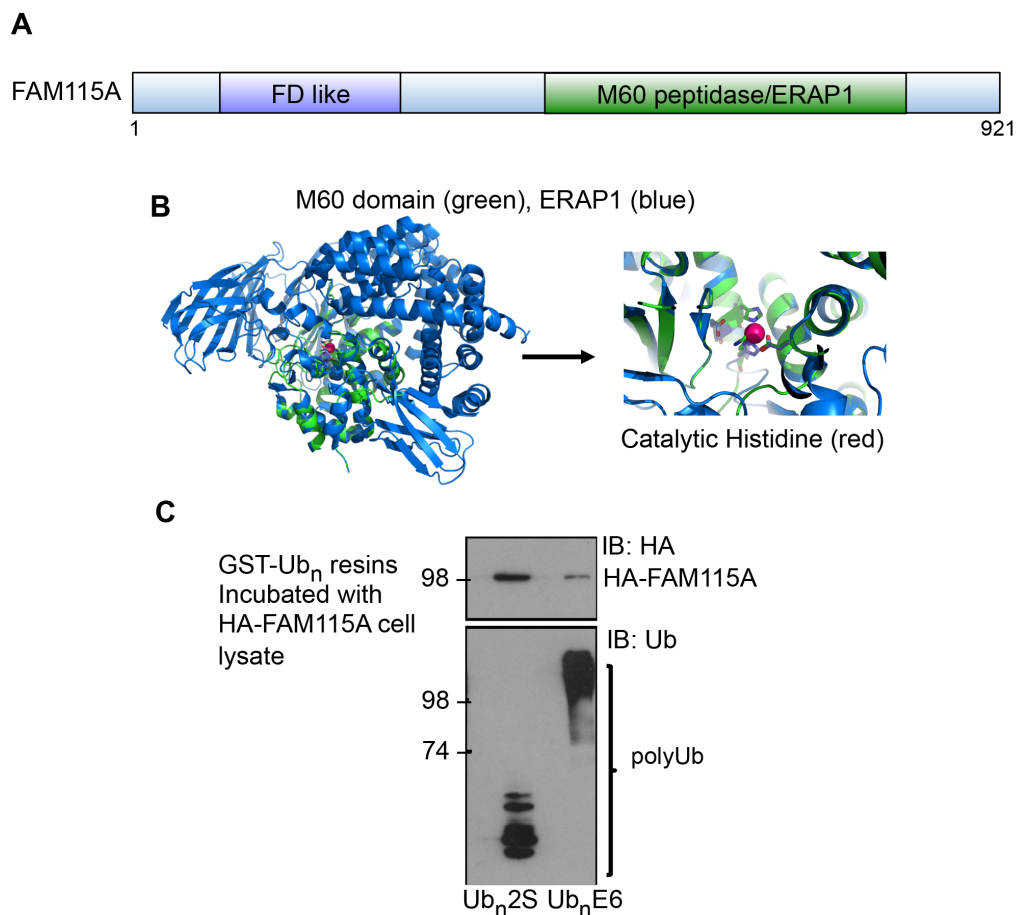 A
FAM115A
FD like
M60 peptidase/ERAP1
1
921
B
M60 domain (green), ERAP1 (blue)
Catalytic Histidine (red)
C
GST-Ubn resins
Incubated with
HA-FAM115A cell
lysate
IB: HA
98
HA-FAM115A
IB: Ub
98
74
polyUb
Ubn2S UbnE6